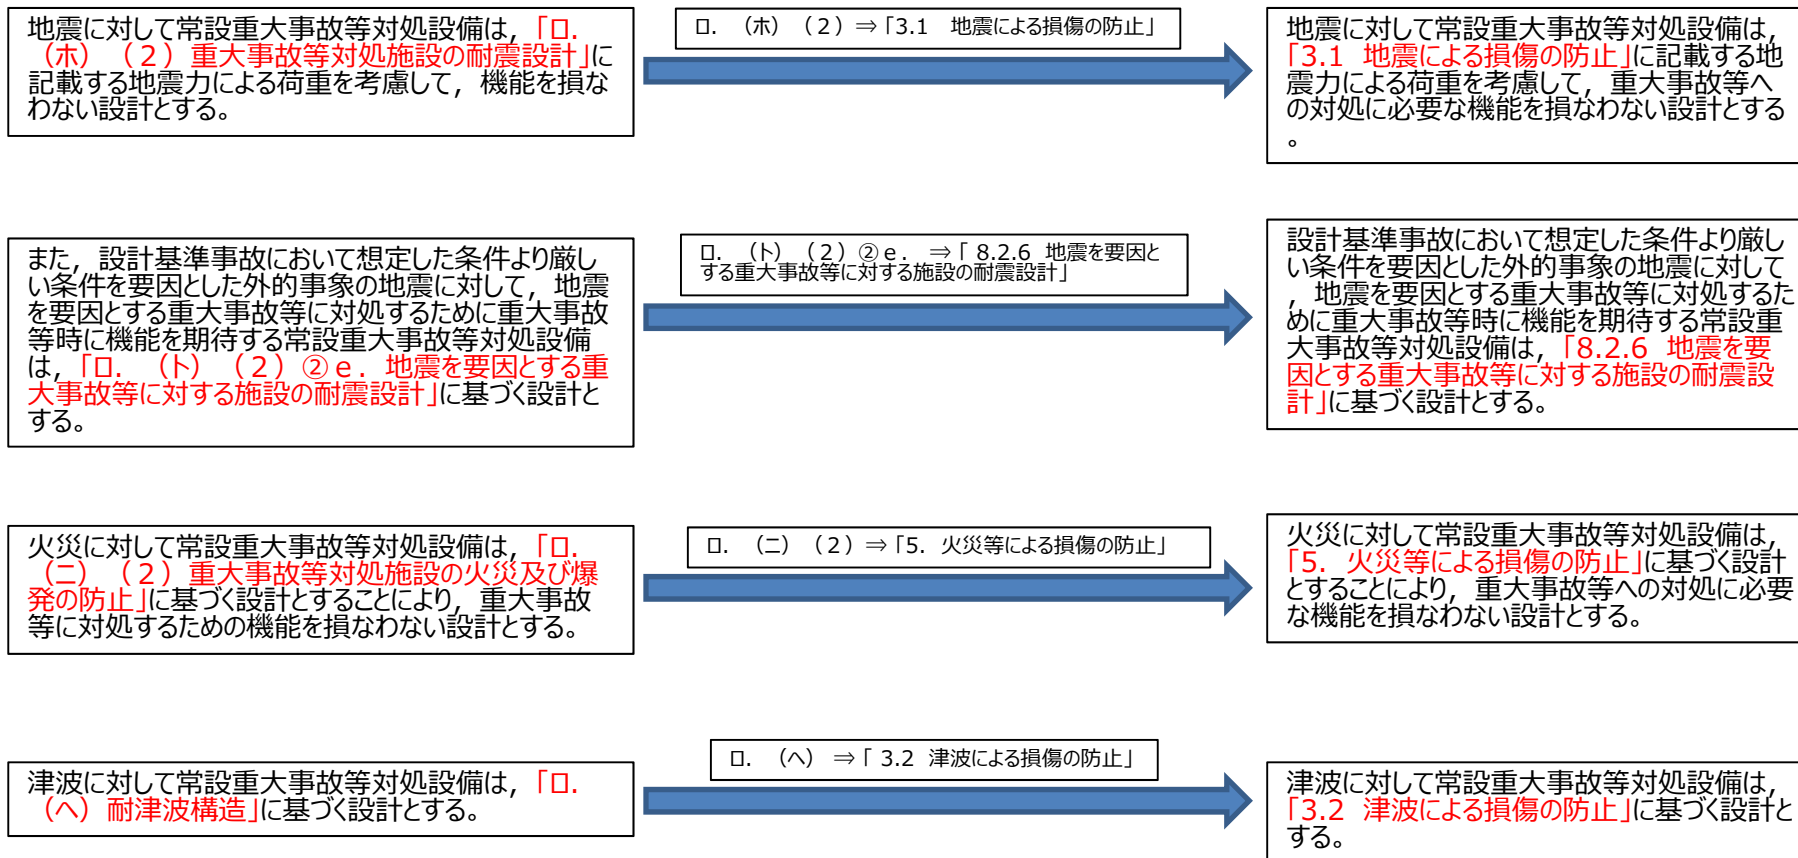 地震に対して常設重大事故等対処設備は，「ロ．
（ホ）（２）重大事故等対処施設の耐震設計」に
記載する地震力による荷重を考慮して，機能を損な
わない設計とする。
ロ．（ホ）（２）⇒「3.1　地震による損傷の防止」
地震に対して常設重大事故等対処設備は，
「3.1 地震による損傷の防止」に記載する地
震力による荷重を考慮して，重大事故等へ
の対処に必要な機能を損なわない設計とする
。
また，設計基準事故において想定した条件より厳し
い条件を要因とした外的事象の地震に対して，地震
を要因とする重大事故等に対処するために重大事故
等時に機能を期待する常設重大事故等対処設備
は，「ロ．（ト）（２）②ｅ．地震を要因とする重
大事故等に対する施設の耐震設計」に基づく設計と
する。
ロ．（ト）（２）②ｅ．⇒「 8.2.6 地震を要因と
する重大事故等に対する施設の耐震設計」
設計基準事故において想定した条件より厳し
い条件を要因とした外的事象の地震に対して
，地震を要因とする重大事故等に対処するた
めに重大事故等時に機能を期待する常設重
大事故等対処設備は，「8.2.6 地震を要
因とする重大事故等に対する施設の耐震設
計」に基づく設計とする。
火災に対して常設重大事故等対処設備は，「ロ．
（ニ）（２）重大事故等対処施設の火災及び爆
発の防止」に基づく設計とすることにより，重大事故
等に対処するための機能を損なわない設計とする。
ロ．（ニ）（２）⇒「5．火災等による損傷の防止」
火災に対して常設重大事故等対処設備は，
「5．火災等による損傷の防止」に基づく設計
とすることにより，重大事故等への対処に必要
な機能を損なわない設計とする。
津波に対して常設重大事故等対処設備は，「ロ．
（ヘ）耐津波構造」に基づく設計とする。
ロ．（ヘ）⇒「 3.2 津波による損傷の防止」
津波に対して常設重大事故等対処設備は，
「3.2 津波による損傷の防止」に基づく設計と
する。